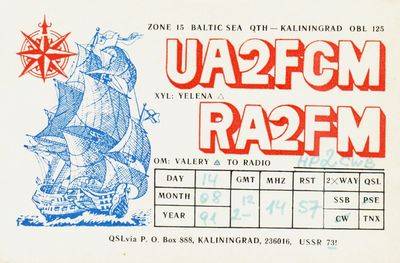 ZONE 15 BALTIC SEA QTH — KALININGRAD OBL 125
UA2FCM
XYL: YELENA △
RA2FM
OM: VALERY △ TO RADIO HP2CWB
DAY 14 GMT MHZ RST 2×WAY QSL
MONTH 08 12 14 57 SSB PSE
YEAR 91 2- CW TNX
QSLvia P. O. Box 888, KALININGRAD, 236016, USSR 73!